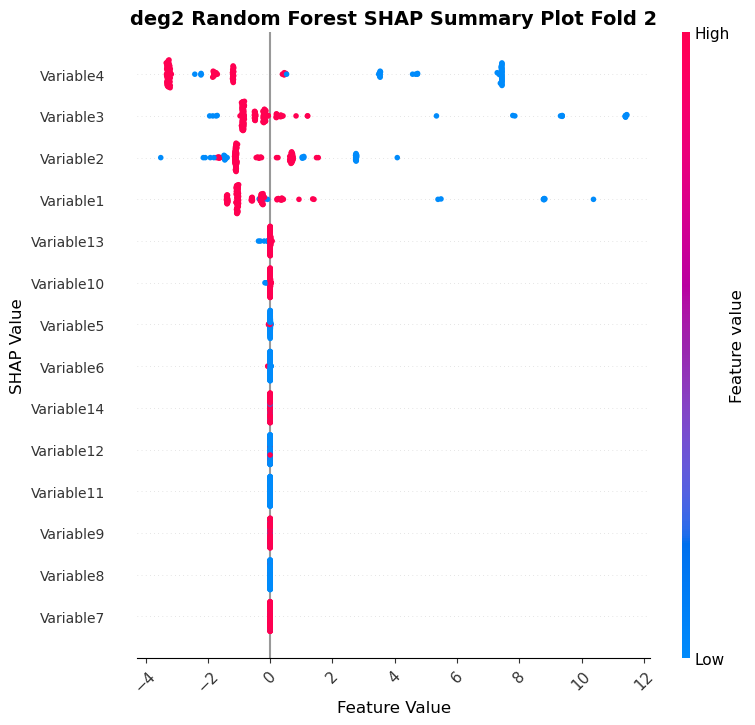 deg2 Random Forest SHAP Summary Plot Fold 2
High
Variable4
Variable3
Variable2
Variable1
Variable13
Variable10
Variable5
Variable6
Variable14
Variable12
Variable11
Variable9
Variable8
Variable7
SHAP Value
Feature value
Low
−4 −2 0 2 4 6 8 10 12
Feature Value